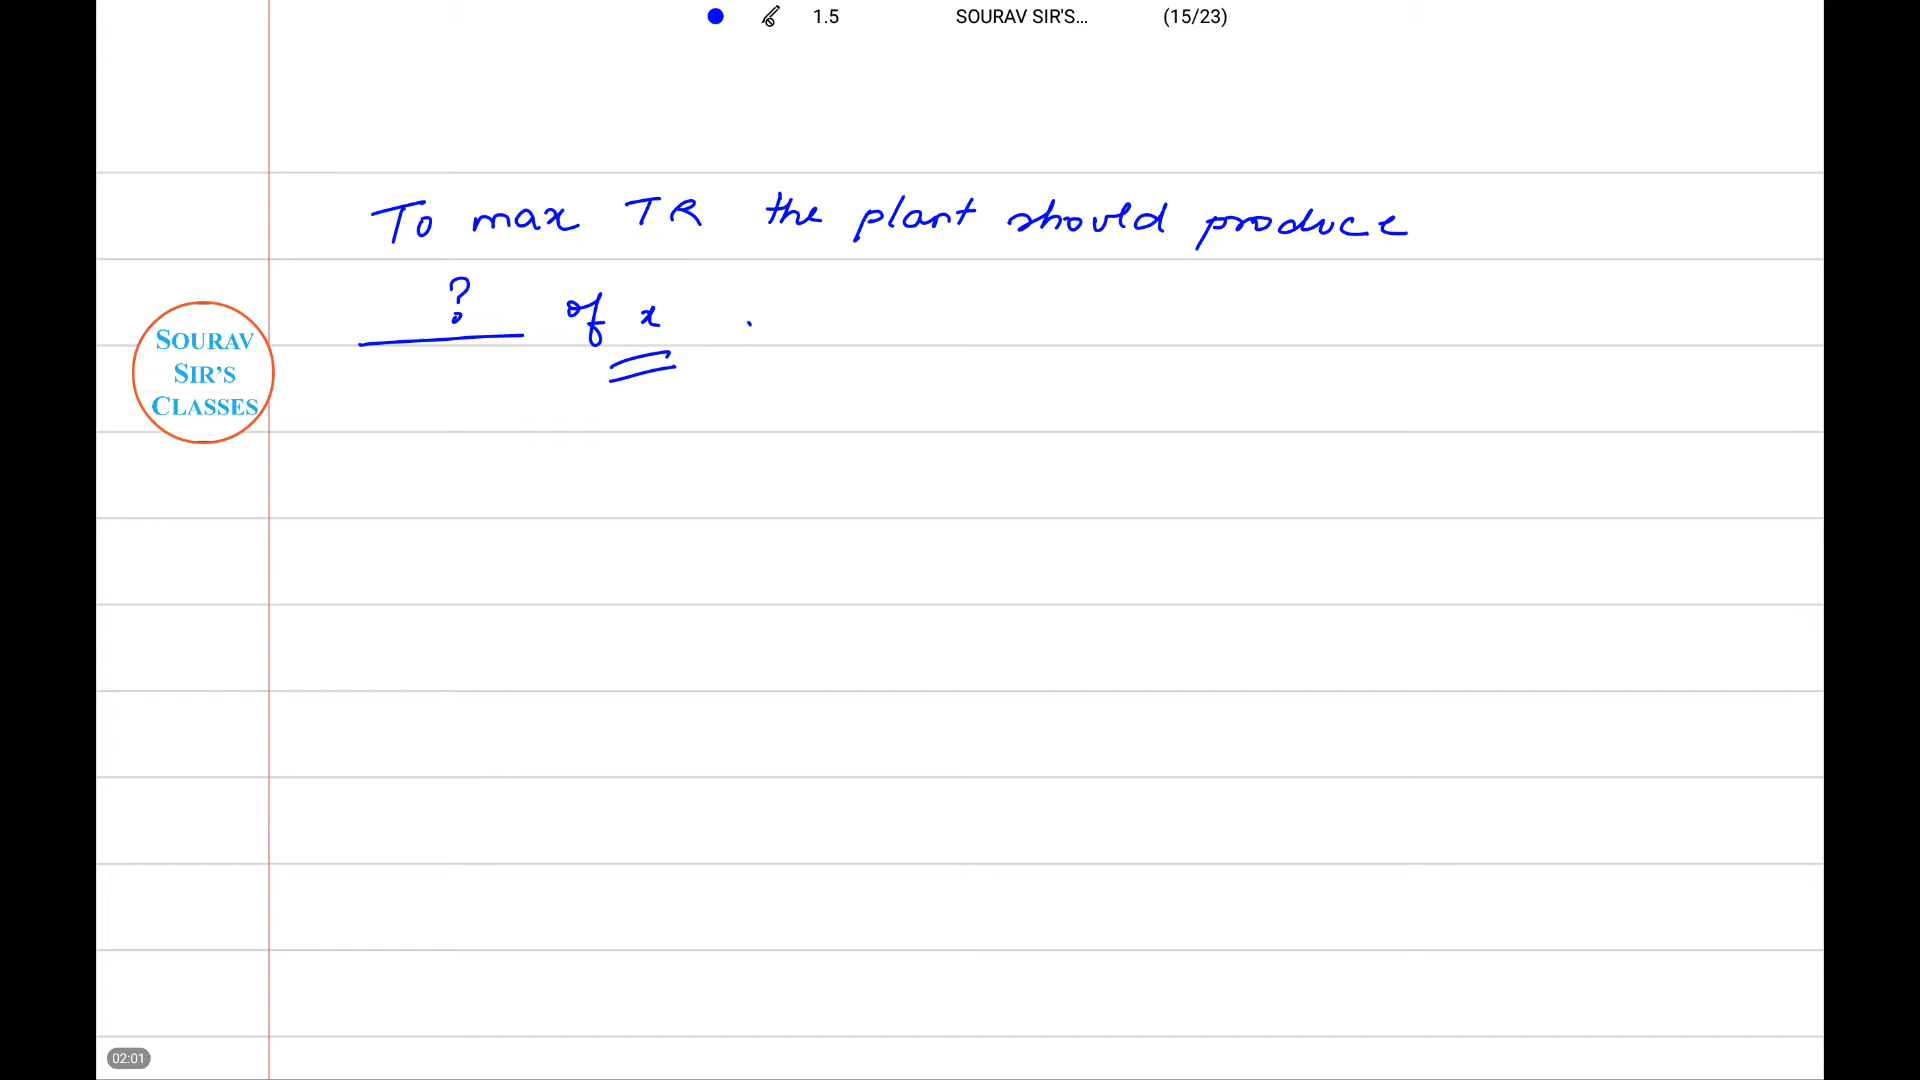 1.5 SOURAV SIR'S... (15/23)
To max TR the plant should produce
? of x .
SOURAV
SIR'S
CLASSES
02:01